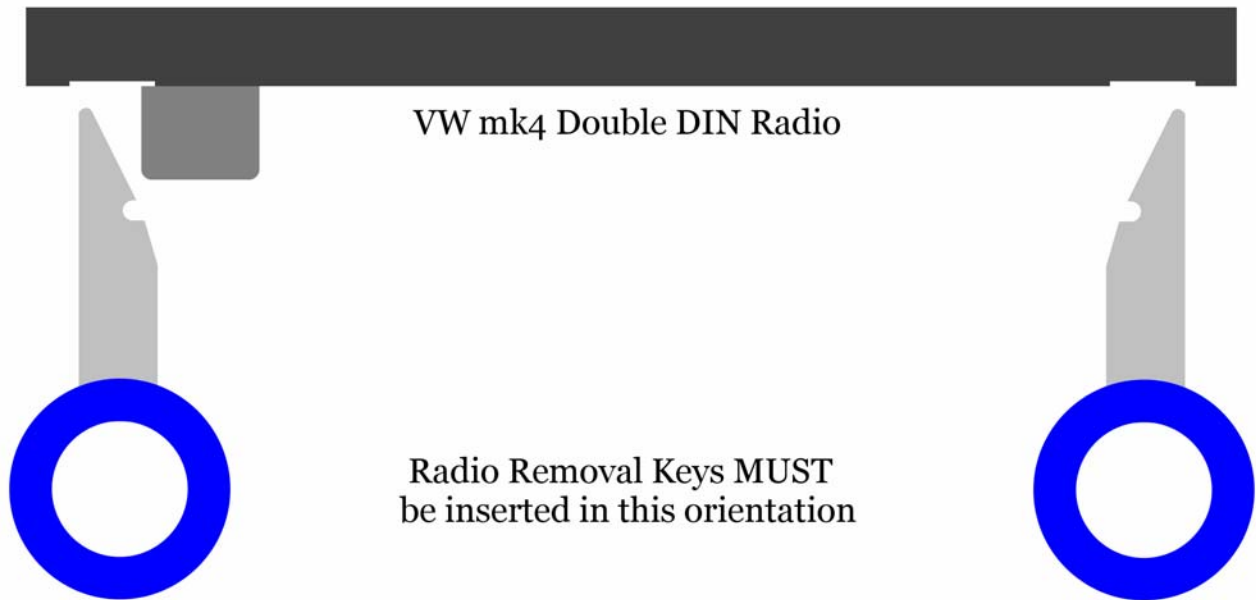 VW mk4 Double DIN Radio
Radio Removal Keys MUST
be inserted in this orientation